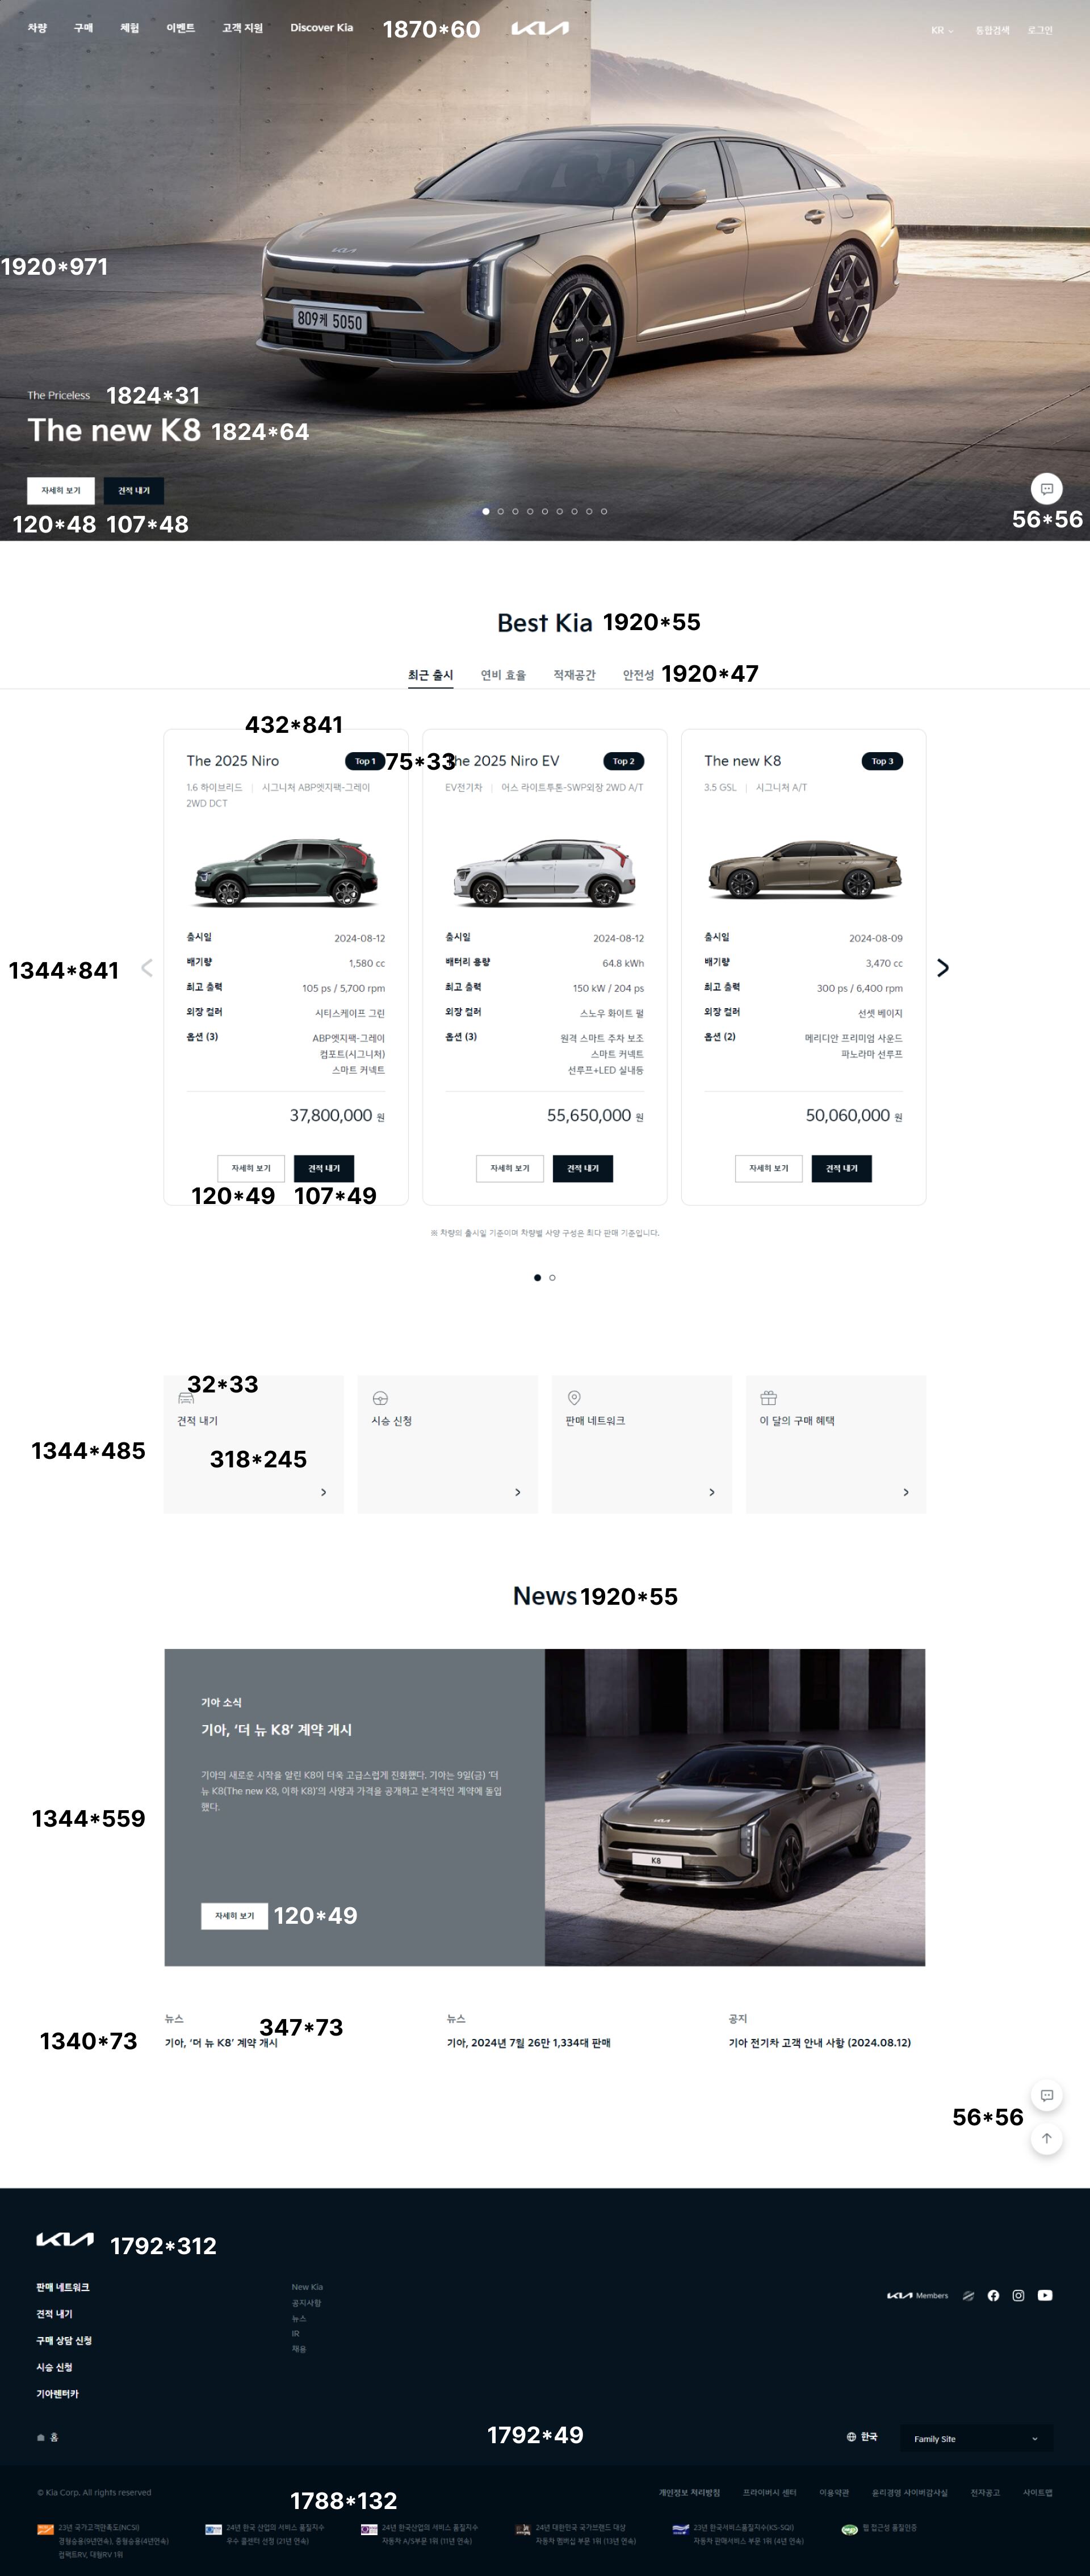 차량 구매 체험 이벤트 고객 지원 Discover Kia 1870*60 KIA KR 통합검색 로그인
1920*971
809케 5050
The Priceless 1824*31
The new K8 1824*64
자세히 보기 견적 내기
120*48 107*48 56*56
Best Kia 1920*55
최근 출시 연비 효율 적재공간 안전성 1920*47
432*841
The 2025 Niro Top 1 75*33
1.6 하이브리드 | 시그니처 ABP엣지팩-그레이
2WD DCT
출시일 2024-08-12
배기량 1,580 cc
최고 출력 105 ps / 5,700 rpm
외장 컬러 시티스케이프 그린
옵션 (3) ABP엣지팩-그레이
컴포트(시그니처)
스마트 커넥트
37,800,000 원
자세히 보기 견적 내기
120*49 107*49
The 2025 Niro EV Top 2
EV전기차 | 어스 라이트투톤-SWP외장 2WD A/T
출시일 2024-08-12
배터리 용량 64.8 kWh
최고 출력 150 kW / 204 ps
외장 컬러 스노우 화이트 펄
옵션 (3) 원격 스마트 주차 보조
스마트 커넥트
선루프+LED 실내등
55,650,000 원
자세히 보기 견적 내기
The new K8 Top 3
3.5 GSL | 시그니처 A/T
출시일 2024-08-09
배기량 3,470 cc
최고 출력 300 ps / 6,400 rpm
외장 컬러 선셋 베이지
옵션 (2) 메리디안 프리미엄 사운드
파노라마 선루프
50,060,000 원
자세히 보기 견적 내기
1344*841
※ 차량의 출시일 기준이며 차량별 사양 구성은 최다 판매 기준입니다.
32*33
견적 내기 시승 신청 판매 네트워크 이 달의 구매 혜택
1344*485 318*245
News 1920*55
기아 소식
기아, ‘더 뉴 K8’ 계약 개시
기아의 새로운 시작을 알린 K8이 더욱 고급스럽게 진화했다. 기아는 9일(금) ‘더
뉴 K8(The new K8, 이하 K8)’의 사양과 가격을 공개하고 본격적인 계약에 돌입
했다.
1344*559
K8
자세히 보기 120*49
뉴스 347*73 뉴스 공지
1340*73 기아, ‘더 뉴 K8’ 계약 개시 기아, 2024년 7월 26만 1,334대 판매 기아 전기차 고객 안내 사항 (2024.08.12)
56*56
KIA 1792*312
판매 네트워크
견적 내기
구매 상담 신청
시승 신청
기아렌터카
New Kia
공지사항
뉴스
IR
채용
KIA Members
홈 1792*49 한국 Family Site
© Kia Corp. All rights reserved 개인정보 처리방침 프라이버시 센터 이용약관 윤리경영 사이버감사실 전자공고 사이트맵
1788*132
23년 국가고객만족도(NCSI)
경형승용(9년연속), 중형승용(4년연속)
컴팩트RV, 대형RV 1위
24년 한국 산업의 서비스 품질지수
우수 콜센터 선정 (21년 연속)
24년 한국산업의 서비스 품질지수
자동차 A/S부문 1위 (11년 연속)
24년 대한민국 국가브랜드 대상
자동차 멤버십 부문 1위 (13년 연속)
23년 한국서비스품질지수(KS-SQI)
자동차 판매서비스 부문 1위 (4년 연속)
웹 접근성 품질인증